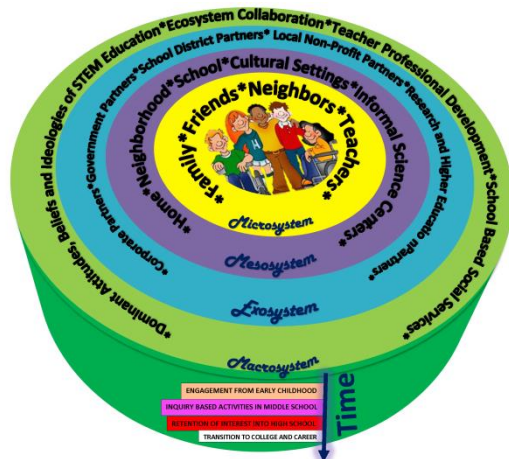 *Dominant Attitudes, Beliefs and Ideologies of STEM Education*Ecosystem Collaboration*Teacher Professional Development*School Based Social Services*
*Corporate Partners*Government Partners*School District Partners* Local Non-Profit Partners*Research and Higher Educatio nPartners*
*Home*Neighborhood*School*Cultural Settings*Informal Science Centers*
*Family*Friends*Neighbors*Teachers*
Microsystem
Mesosystem
Exosystem
Macrosystem
ENGAGEMENT FROM EARLY CHILDHOOD
INQUIRY BASED ACTIVITIES IN MIDDLE SCHOOL
RETENTION OF INTEREST INTO HIGH SCHOOL
TRANSITION TO COLLEGE AND CAREER
Time